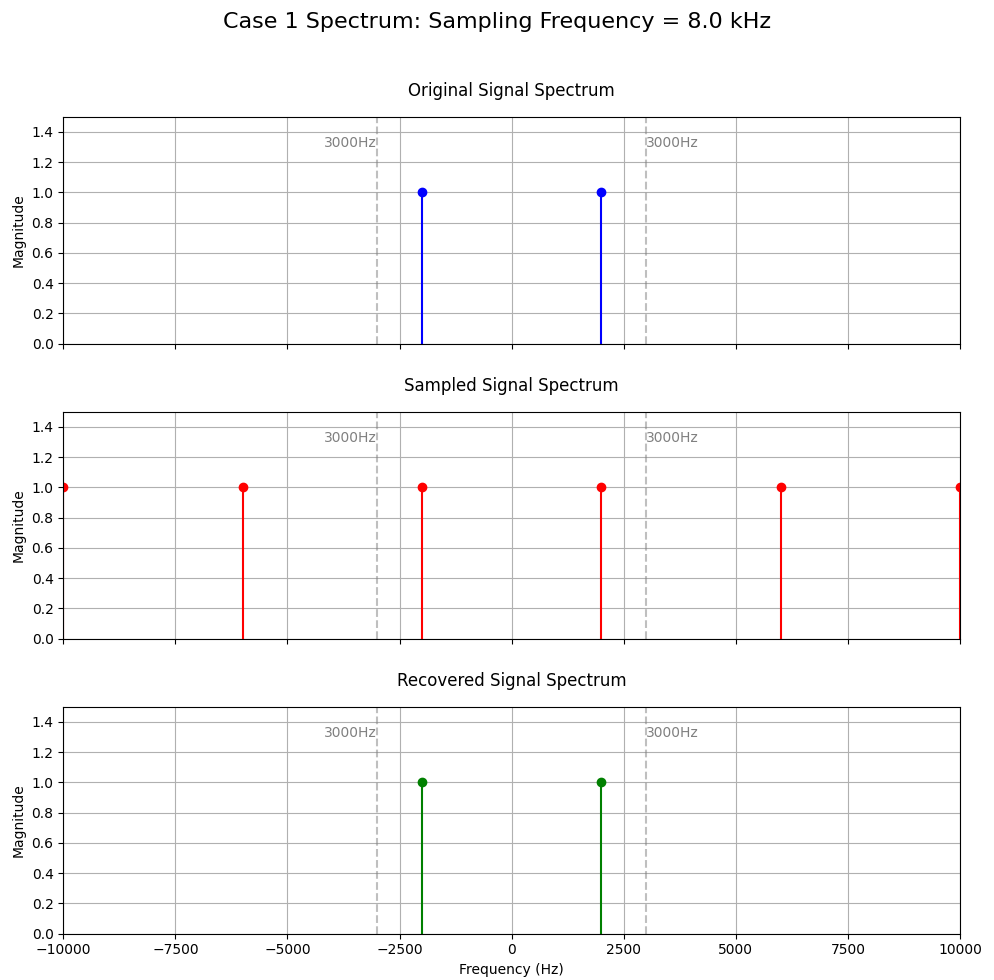 Case 1 Spectrum: Sampling Frequency = 8.0 kHz
Original Signal Spectrum
1.4
1.2
1.0
0.8
0.6
0.4
0.2
0.0
Magnitude
3000Hz 3000Hz
Sampled Signal Spectrum
1.4
1.2
1.0
0.8
0.6
0.4
0.2
0.0
Magnitude
3000Hz 3000Hz
Recovered Signal Spectrum
1.4
1.2
1.0
0.8
0.6
0.4
0.2
0.0
Magnitude
3000Hz 3000Hz
−10000 −7500 −5000 −2500 0 2500 5000 7500 10000
Frequency (Hz)